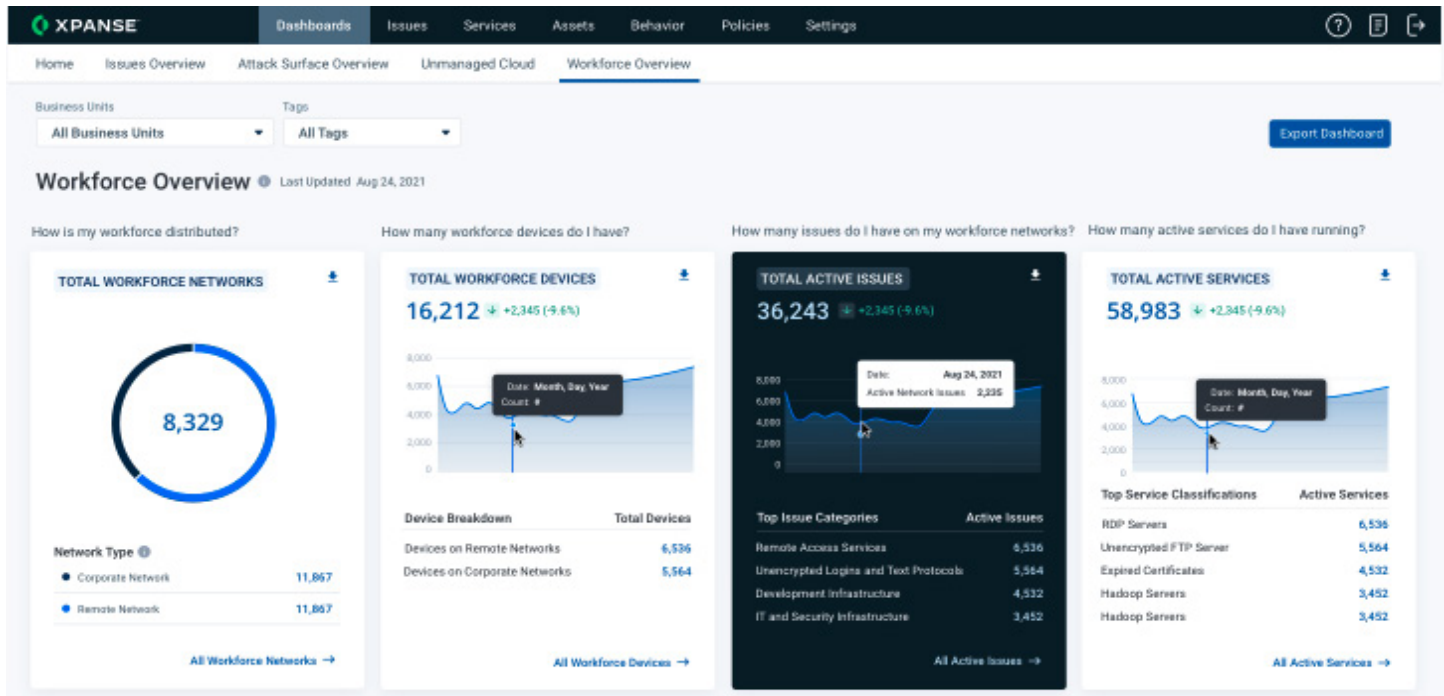 XPANSE Dashboards Issues Services Assets Behavior Policies Settings ?
Home Issues Overview Attack Surface Overview Unmanaged Cloud Workforce Overview
Business Units Tags
All Business Units All Tags Export Dashboard
Workforce Overview Last Updated Aug 24, 2021
How is my workforce distributed?
TOTAL WORKFORCE NETWORKS
8,329
Network Type
Corporate Network 11,867
Remote Network 11,867
All Workforce Networks →
How many workforce devices do I have?
TOTAL WORKFORCE DEVICES
16,212 +2,345 (-9.6%)
8,000
6,000
4,000
2,000
0
Date: Month, Day, Year
Count: #
Device Breakdown Total Devices
Devices on Remote Networks 6,536
Devices on Corporate Networks 5,564
All Workforce Devices →
How many issues do I have on my workforce networks?
TOTAL ACTIVE ISSUES
36,243 +2,345 (-9.6%)
8,000
6,000
4,000
2,000
0
Date: Aug 24, 2021
Active Network Issues 2,235
Top Issue Categories Active Issues
Remote Access Services 6,536
Unencrypted Logins and Text Protocols 5,564
Development Infrastructure 4,532
IT and Security Infrastructure 3,452
All Active Issues →
How many active services do I have running?
TOTAL ACTIVE SERVICES
58,983 +2,345 (-9.6%)
8,000
6,000
4,000
2,000
0
Date: Month, Day, Year
Count: #
Top Service Classifications Active Services
RDP Servers 6,536
Unencrypted FTP Server 5,564
Expired Certificates 4,532
Hadoop Servers 3,452
Hadoop Servers 3,452
All Active Services →